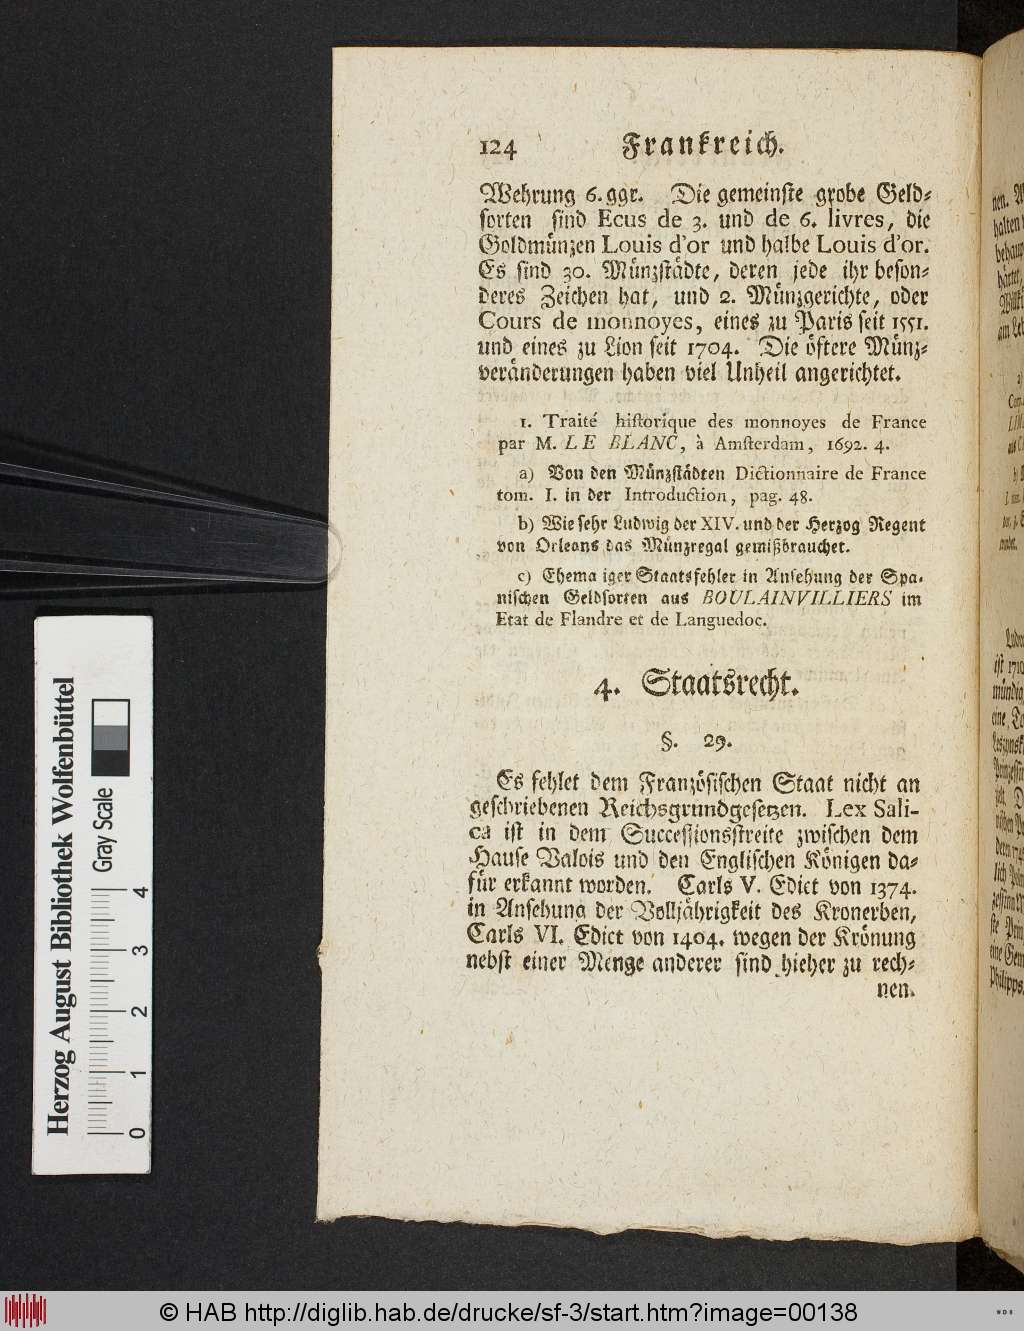 124 Frankreich.
Wehrung 6. ggr. Die gemeinste grobe Geld-
sorten sind Ecus de 3. und de 6. livres, die
Goldmünzen Louis d'or und halbe Louis d'or.
Es sind 30. Münzstädte, deren jede ihr beson-
deres Zeichen hat, und 2. Münzgerichte, oder
Cours de monnoyes, eines zu Paris seit 1551.
und eines zu Lion seit 1704. Die öftere Münz-
veränderungen haben viel Unheil angerichtet.
1. Traité historique des monnoyes de France
par M. LE BLANC, à Amsterdam, 1692. 4.
a) Von den Münzstädten Dictionnaire de France
tom. I. in der Introduction, pag. 48.
b) Wie sehr Ludwig der XIV. und der Herzog Regent
von Orleans das Münzregal gemißbrauchet.
c) Ehema iger Staatsfehler in Ansehung der Spa-
nischen Geldsorten aus BOULAINVILLIERS im
Etat de Flandre et de Languedoc.
4. Staatsrecht.
§. 29.
Es fehlet dem Französischen Staat nicht an
geschriebenen Reichsgrundgesetzen. Lex Sali-
ca ist in dem Successionsstreite zwischen dem
Hause Valois und den Englischen Königen da-
für erkannt worden. Carls V. Edict von 1374.
in Ansehung der Volljährigkeit des Kronerben,
Carls VI. Edict von 1404. wegen der Krönung
nebst einer Menge anderer sind hieher zu rech-
nen.
Herzog August Bibliothek Wolfenbüttel
Gray Scale
0 1 2 3 4
© HAB http://diglib.hab.de/drucke/sf-3/start.htm?image=00138